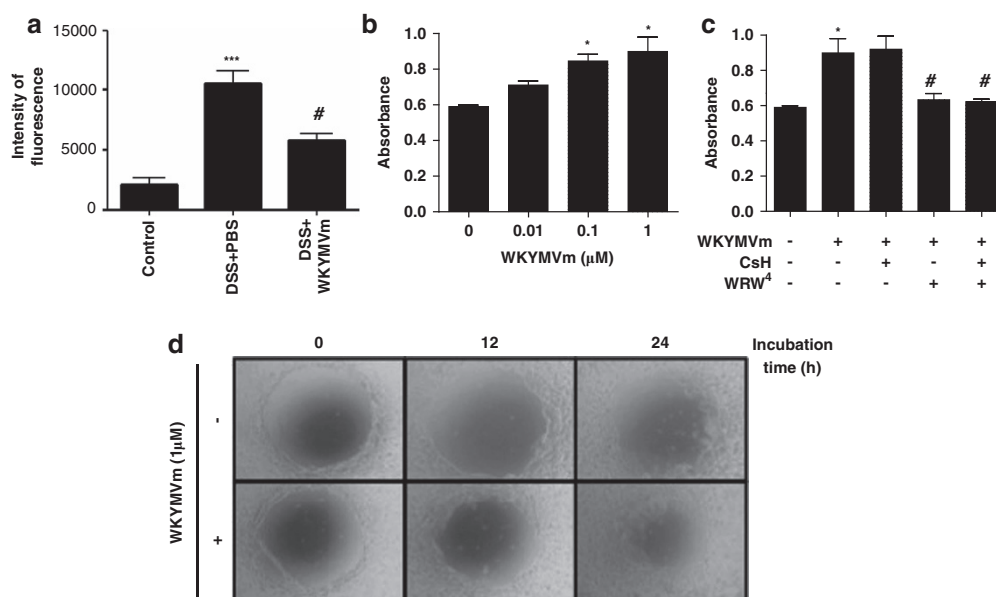 a
15000
10000
5000
0
Intensity of
fluorescence
***
#
Control
DSS+PBS
DSS+
WKYMVm
b
1.0
0.8
0.6
0.4
0.2
0.0
Absorbance
*
*
0 0.01 0.1 1
WKYMVm (μM)
c
1.0
0.8
0.6
0.4
0.2
0.0
Absorbance
*
#
#
WKYMVm - + + + +
CsH - - + - +
WRW4 - - - + +
d
0 12 24 Incubation
time (h)
WKYMVm (1μM)
-
+